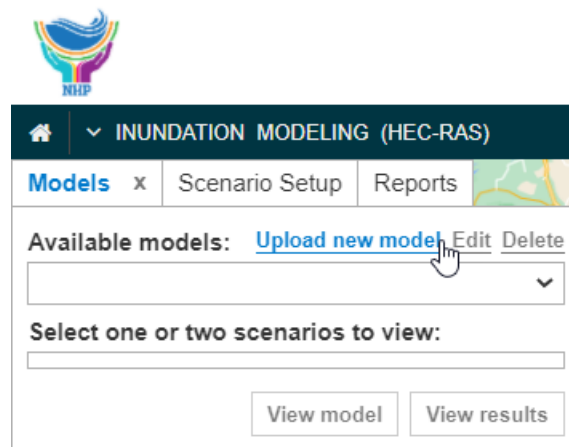 NHP
INUNDATION MODELING (HEC-RAS)
Models x Scenario Setup Reports
Available models: Upload new model Edit Delete
Select one or two scenarios to view:
View model View results